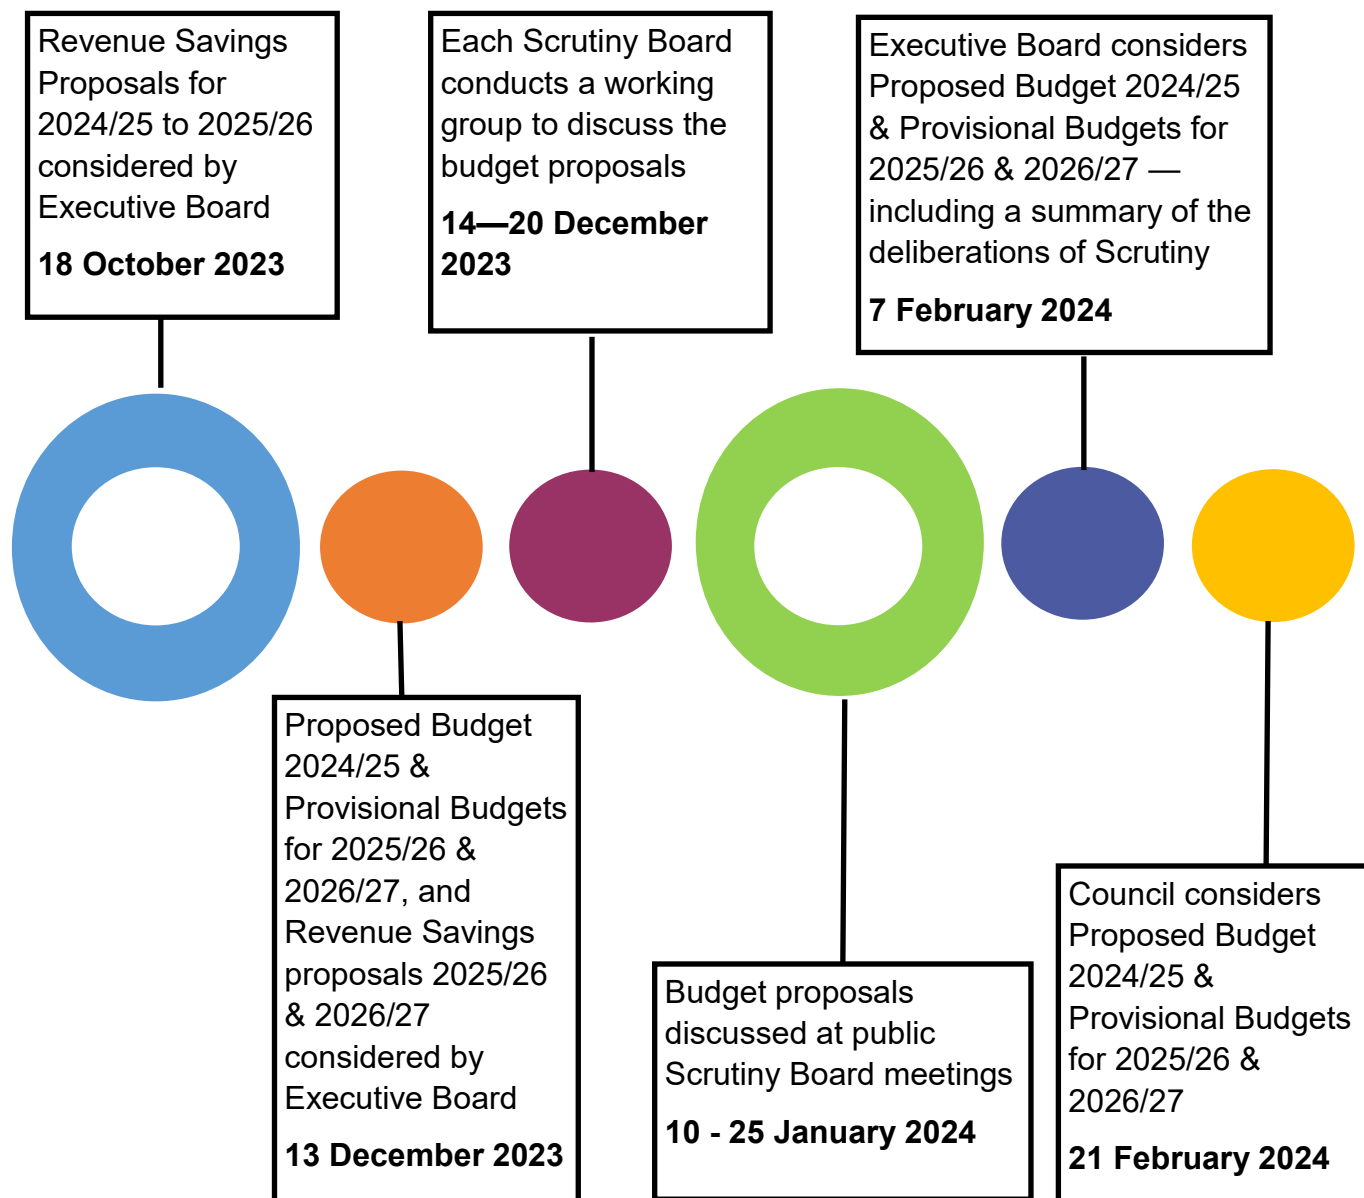 Revenue Savings
Proposals for
2024/25 to 2025/26
considered by
Executive Board
18 October 2023
Each Scrutiny Board
conducts a working
group to discuss the
budget proposals
14—20 December
2023
Executive Board considers
Proposed Budget 2024/25
& Provisional Budgets for
2025/26 & 2026/27 —
including a summary of the
deliberations of Scrutiny
7 February 2024
Proposed Budget
2024/25 &
Provisional Budgets
for 2025/26 &
2026/27, and
Revenue Savings
proposals 2025/26
& 2026/27
considered by
Executive Board
13 December 2023
Budget proposals
discussed at public
Scrutiny Board meetings
10 - 25 January 2024
Council considers
Proposed Budget
2024/25 &
Provisional Budgets
for 2025/26 &
2026/27
21 February 2024